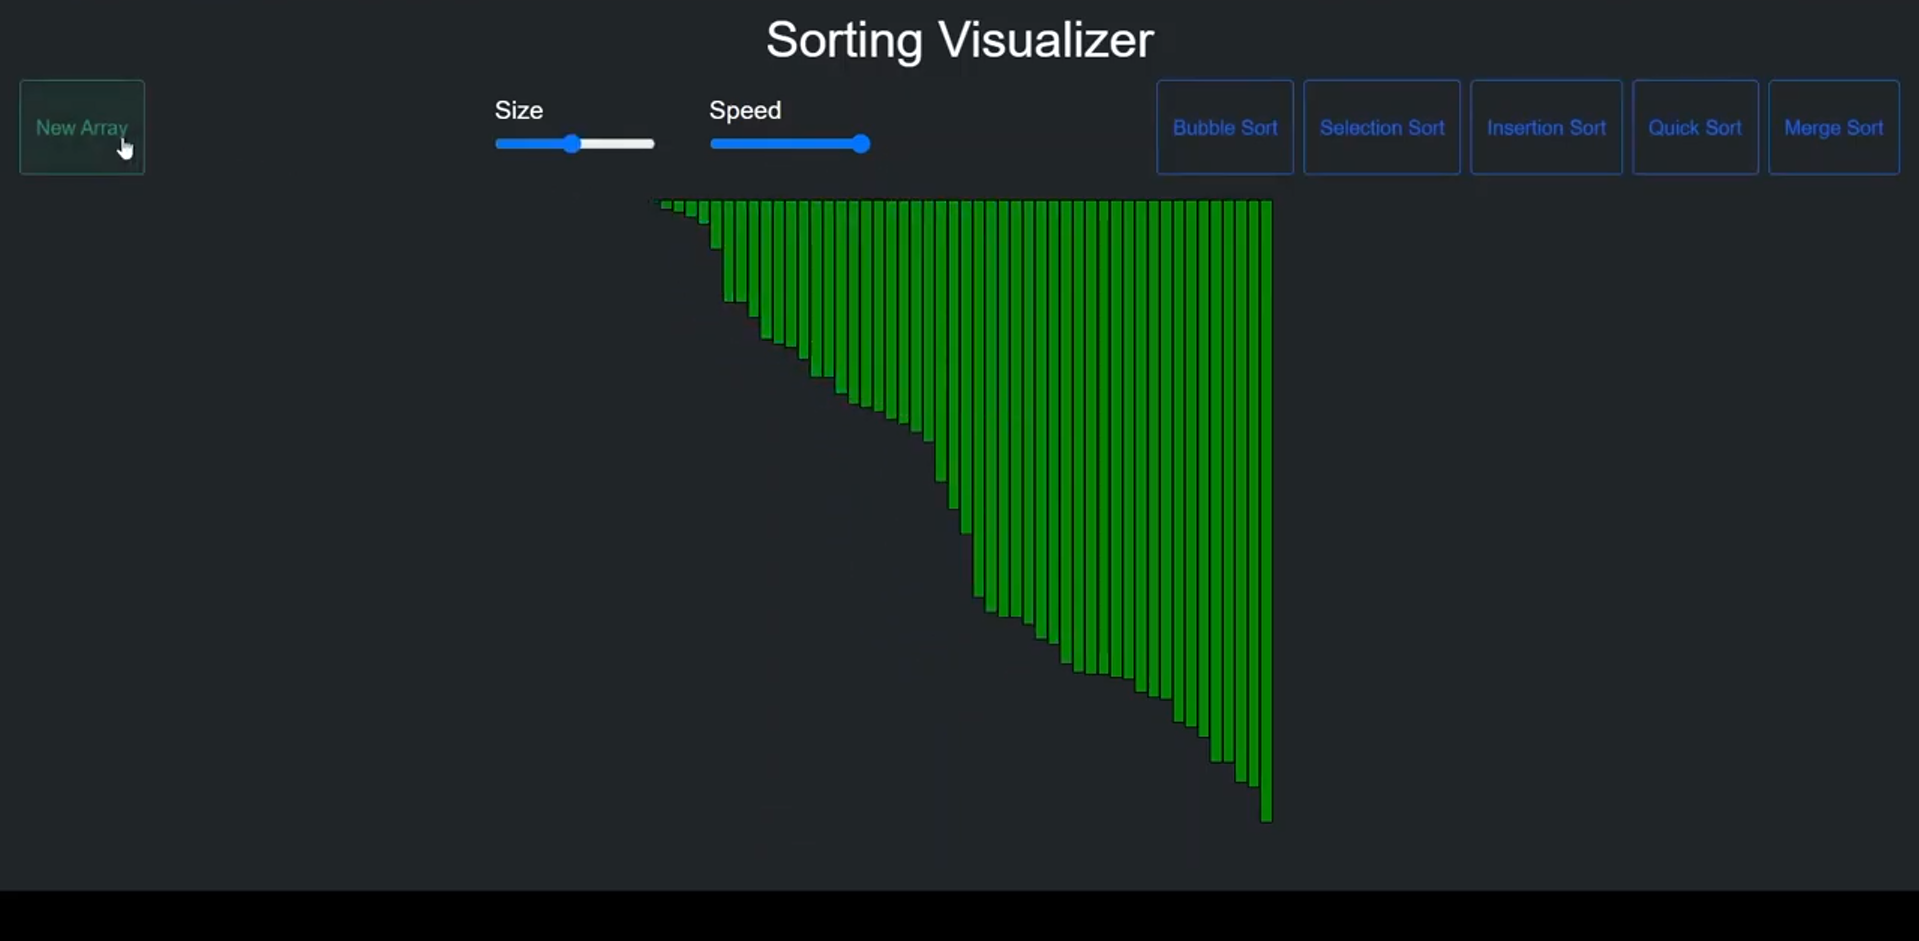 Sorting Visualizer
New Array
Size
Speed
Bubble Sort
Selection Sort
Insertion Sort
Quick Sort
Merge Sort